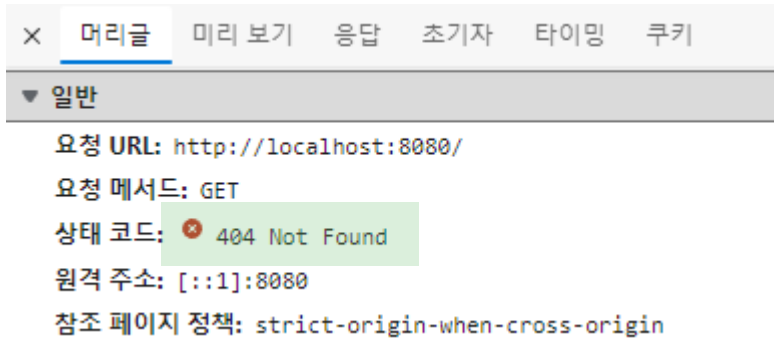 × 머리글 미리 보기 응답 초기자 타이밍 쿠키
▼ 일반
요청 URL: http://localhost:8080/
요청 메서드: GET
상태 코드: 404 Not Found
원격 주소: [::1]:8080
참조 페이지 정책: strict-origin-when-cross-origin